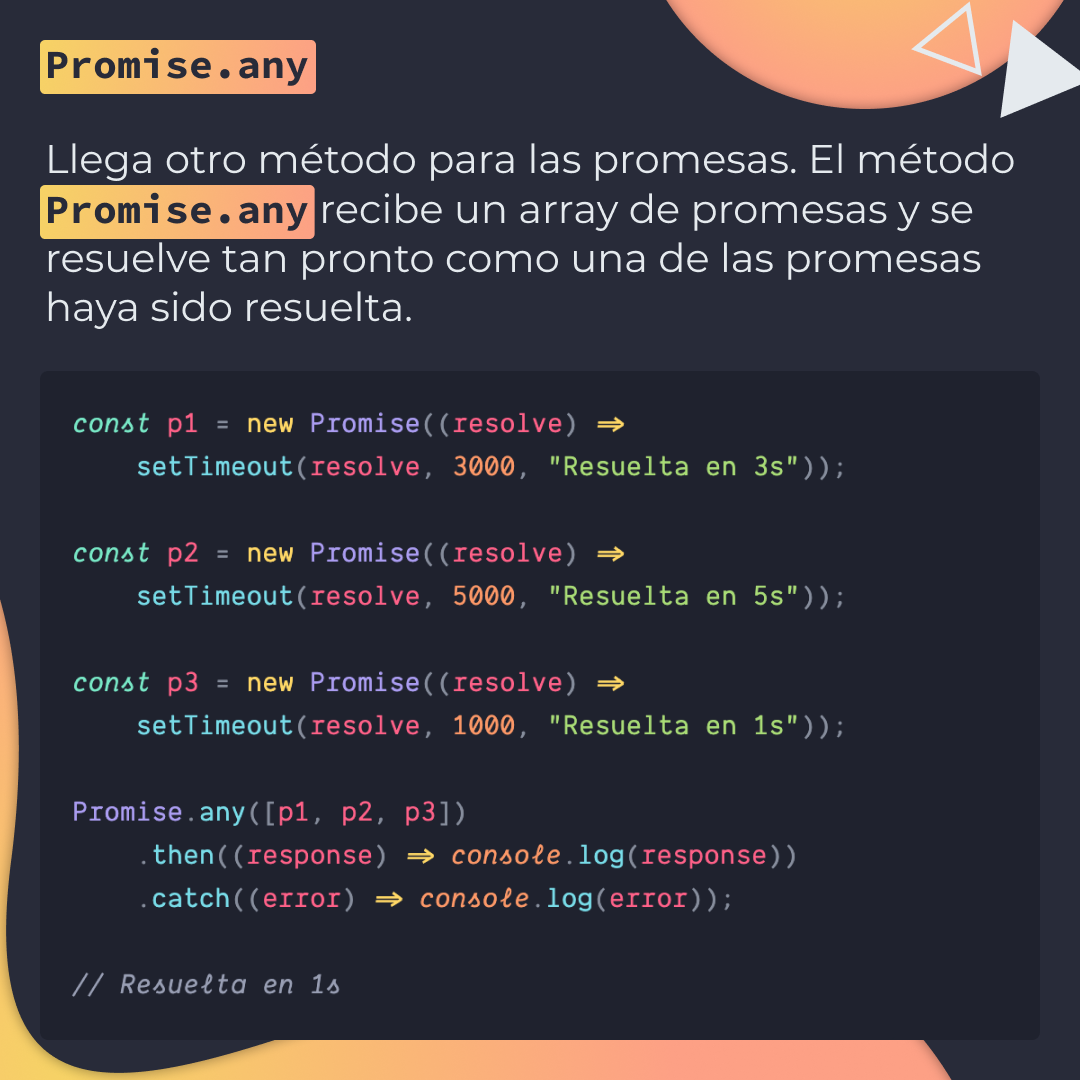 Promise.any
Llega otro método para las promesas. El método
Promise.any recibe un array de promesas y se
resuelve tan pronto como una de las promesas
haya sido resuelta.
const p1 = new Promise((resolve) =>
    setTimeout(resolve, 3000, "Resuelta en 3s"));
const p2 = new Promise((resolve) =>
    setTimeout(resolve, 5000, "Resuelta en 5s"));
const p3 = new Promise((resolve) =>
    setTimeout(resolve, 1000, "Resuelta en 1s"));
Promise.any([p1, p2, p3])
    .then((response) => console.log(response))
    .catch((error) => console.log(error));
// Resuelta en 1s